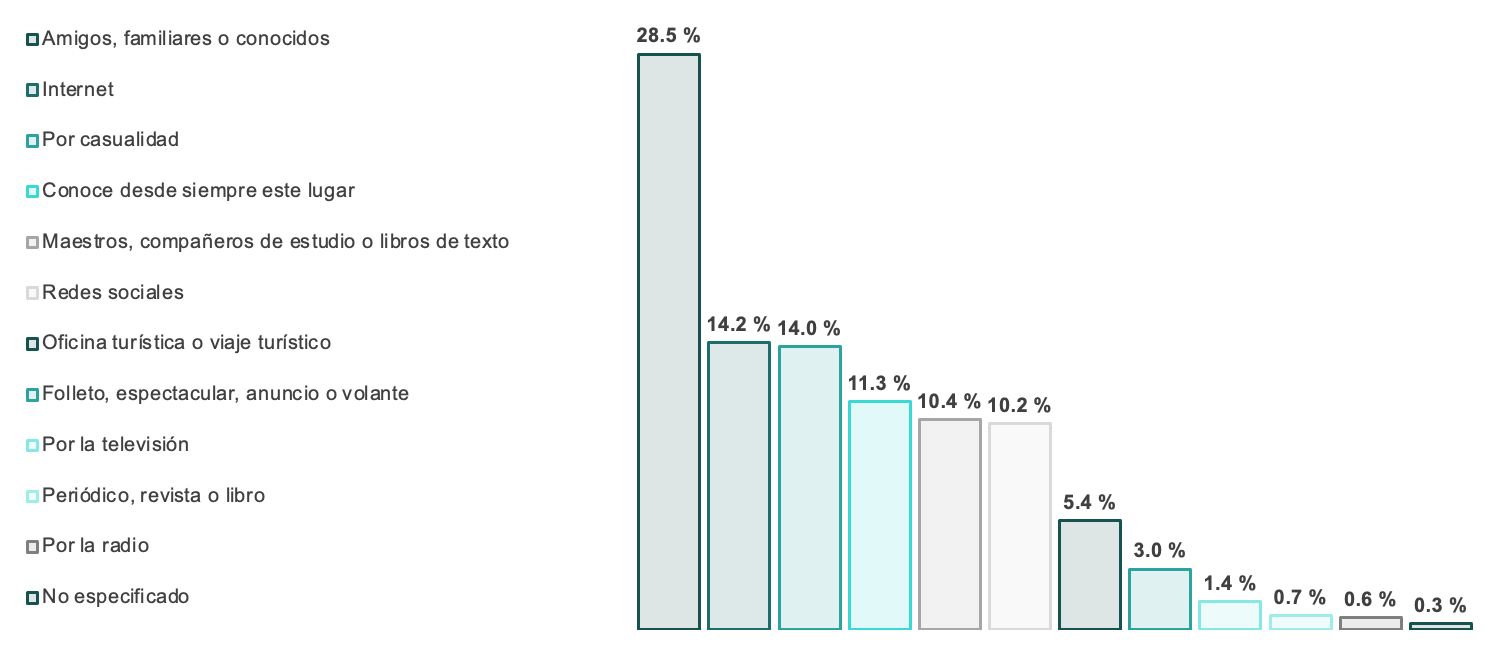 Amigos, familiares o conocidos
Internet
Por casualidad
Conoce desde siempre este lugar
Maestros, compañeros de estudio o libros de texto
Redes sociales
Oficina turística o viaje turístico
Folleto, espectacular, anuncio o volante
Por la televisión
Periódico, revista o libro
Por la radio
No especificado
28.5 %
14.2 %
14.0 %
11.3 %
10.4 %
10.2 %
5.4 %
3.0 %
1.4 %
0.7 %
0.6 %
0.3 %